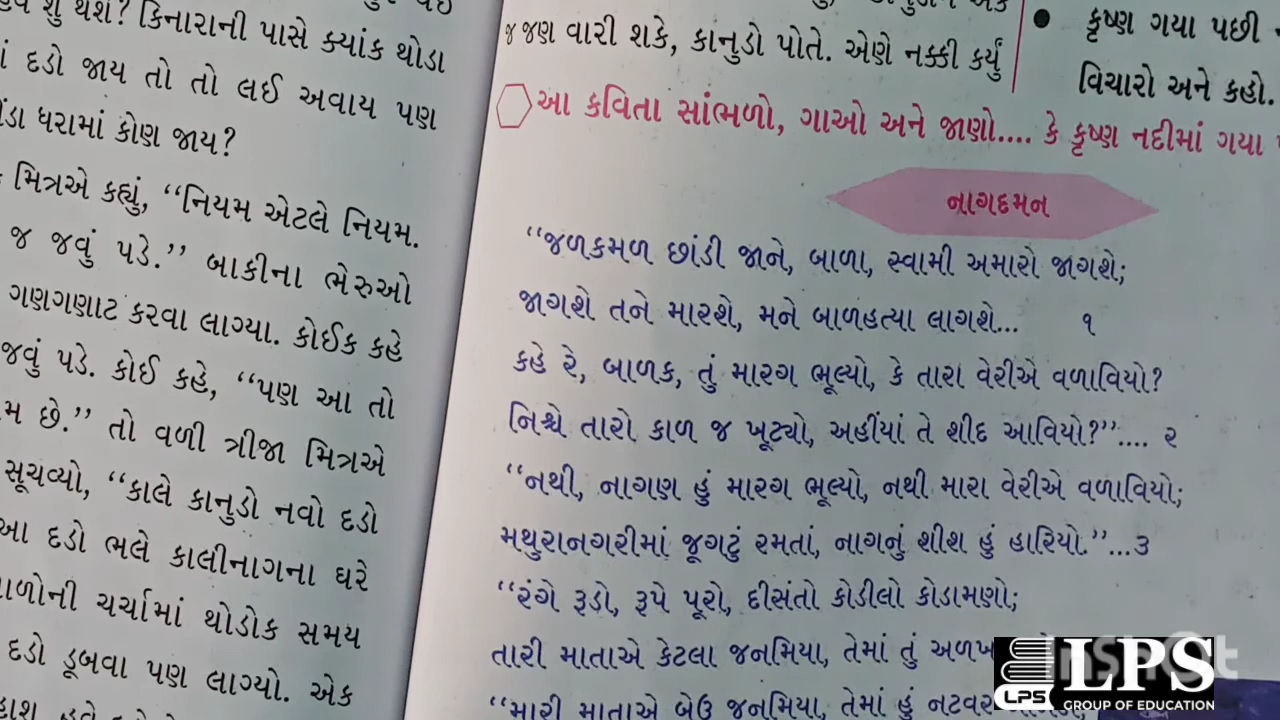 શું થશે? કિનારાની પાસે ક્યાંક થોડા
દડો જાય તો તો લઈ અવાય પણ
ધરામાં કોણ જાય?
મિત્રએ કહ્યું, “નિયમ એટલે નિયમ.
જ જવું પડે.” બાકીના ભેરુઓ
ગણગણાટ કરવા લાગ્યા. કોઈક કહે
જવું પડે. કોઈ કહે, “પણ આ તો
છે.” તો વળી ત્રીજા મિત્રએ
સૂચવ્યો, “કાલે કાનુડો નવો દડો
આ દડો ભલે કાલીનાગના ઘરે
ચર્ચામાં થોડોક સમય
દડો ડૂબવા પણ લાગ્યો. એક
જ જણ વારી શકે, કાનુડો પોતે. એણે નક્કી કર્યું
● કૃષ્ણ ગયા પછી
વિચારો અને કહો.
આ કવિતા સાંભળો, ગાઓ અને જાણો.... કે કૃષ્ણ નદીમાં ગયા
નાગદમન
“જળકમળ છાંડી જાને, બાળા, સ્વામી અમારો જાગશે;
જાગશે તને મારશે, મને બાળહત્યા લાગશે... ૧
કહે રે, બાળક, તું મારગ ભૂલ્યો, કે તારા વેરીએ વળાવિયો?
નિશ્ચે તારો કાળ જ ખૂટ્યો, અહીંયાં તે શીદ આવિયો?”.... ૨
“નથી, નાગણ હું મારગ ભૂલ્યો, નથી મારા વેરીએ વળાવિયો;
મથુરાનગરીમાં જૂગટું રમતાં, નાગનું શીશ હું હારિયો.”...૩
“રંગે રૂડો, રૂપે પૂરો, દીસંતો કોડીલો કોડામણો;
તારી માતાએ કેટલા જનમિયા, તેમાં તું
“મારી માતાએ બેઉ જનમિયા, તેમાં હું
LPS
LPS
GROUP OF EDUCATION